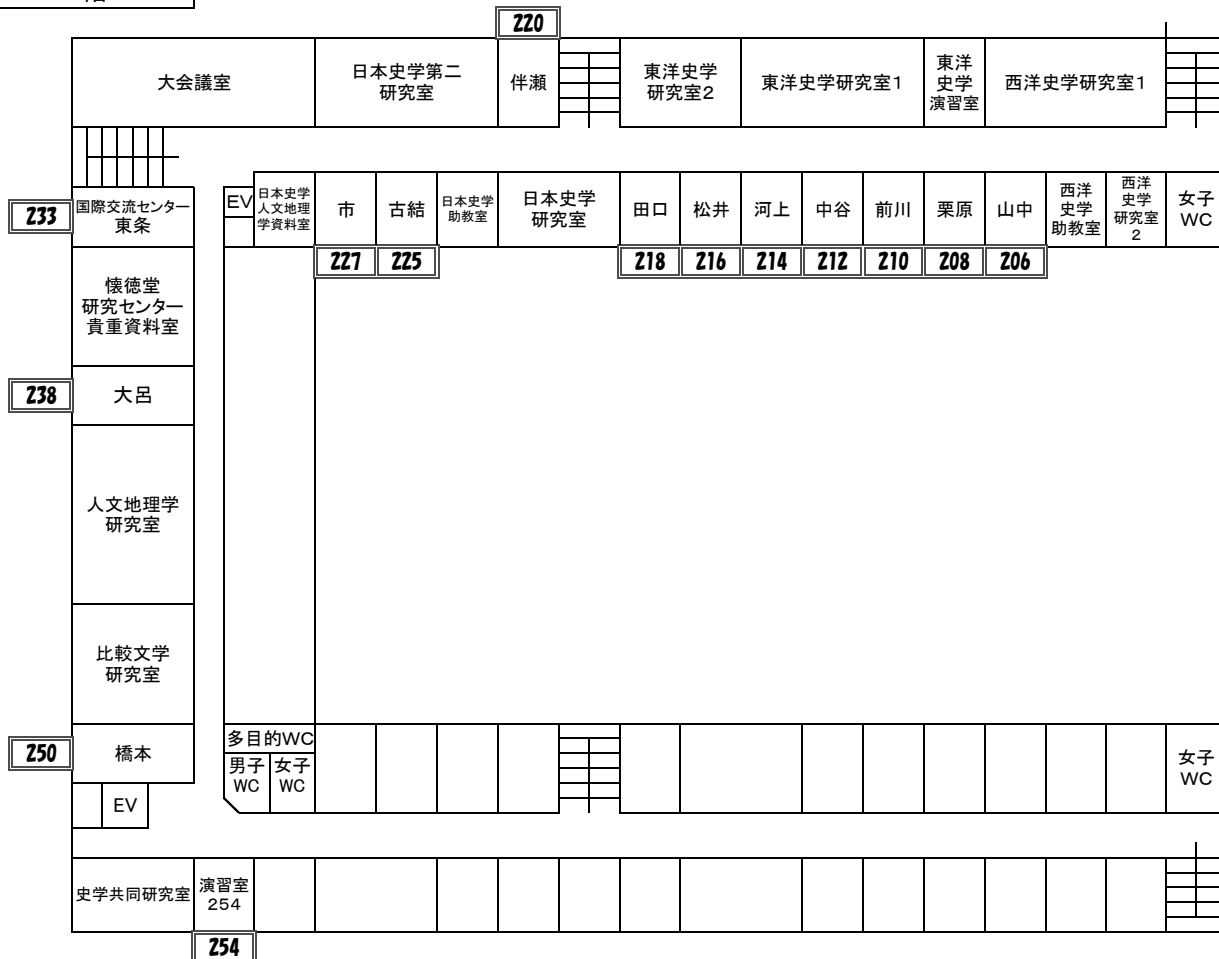 階
220
大会議室
日本史学第二
研究室
伴瀬
東洋史学
研究室2
東洋史学研究室1
東洋
史学
演習室
西洋史学研究室1
233
国際交流センター
東条
EV
日本史学
人文地理
学資料室
市
古結
日本史学
助教室
日本史学
研究室
田口
松井
河上
中谷
前川
栗原
山中
西洋
史学
助教室
西洋
史学
研究室
2
女子
WC
227
225
218
216
214
212
210
208
206
懐徳堂
研究センター
貴重資料室
238
大呂
人文地理学
研究室
比較文学
研究室
250
橋本
EV
多目的WC
男子
WC
女子
WC
女子
WC
史学共同研究室
演習室
254
254